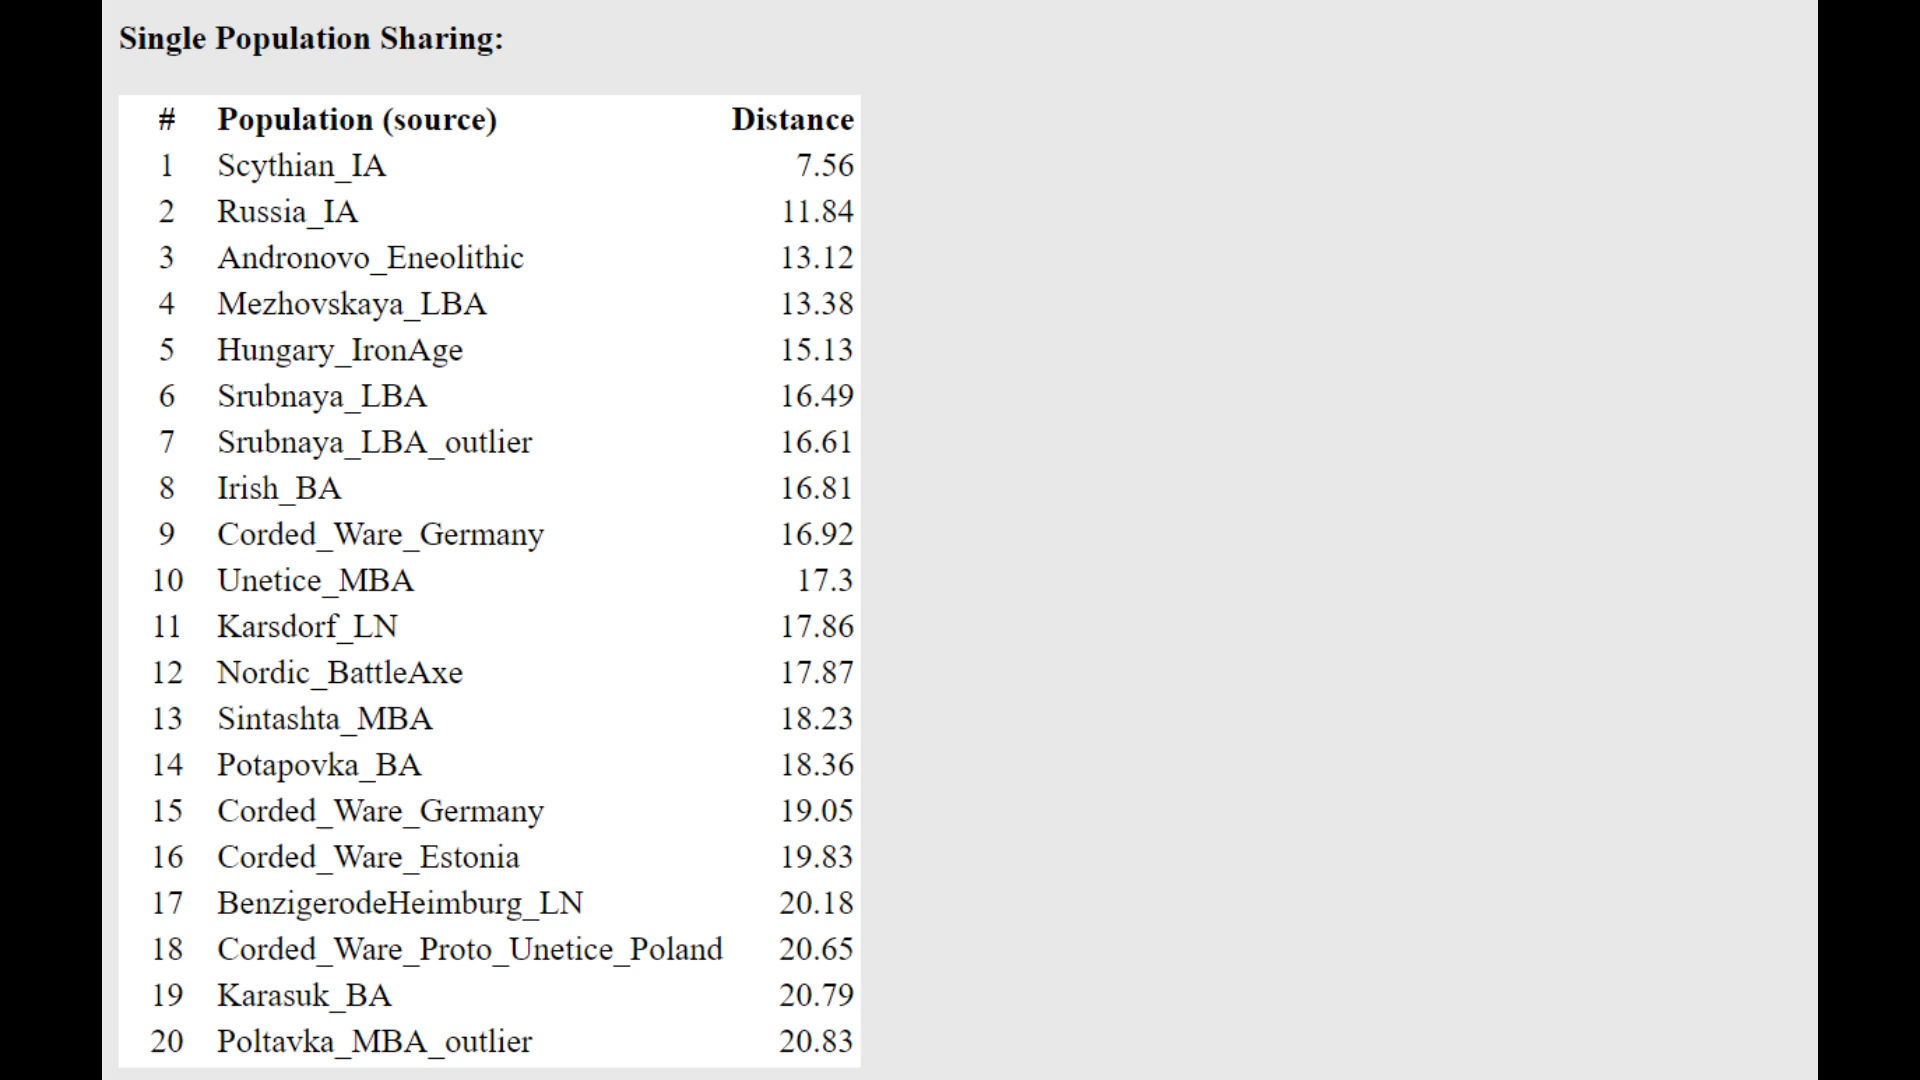 Single Population Sharing:
# Population (source) Distance
1 Scythian_IA 7.56
2 Russia_IA 11.84
3 Andronovo_Eneolithic 13.12
4 Mezhovskaya_LBA 13.38
5 Hungary_IronAge 15.13
6 Srubnaya_LBA 16.49
7 Srubnaya_LBA_outlier 16.61
8 Irish_BA 16.81
9 Corded_Ware_Germany 16.92
10 Unetice_MBA 17.3
11 Karsdorf_LN 17.86
12 Nordic_BattleAxe 17.87
13 Sintashta_MBA 18.23
14 Potapovka_BA 18.36
15 Corded_Ware_Germany 19.05
16 Corded_Ware_Estonia 19.83
17 BenzigerodeHeimburg_LN 20.18
18 Corded_Ware_Proto_Unetice_Poland 20.65
19 Karasuk_BA 20.79
20 Poltavka_MBA_outlier 20.83